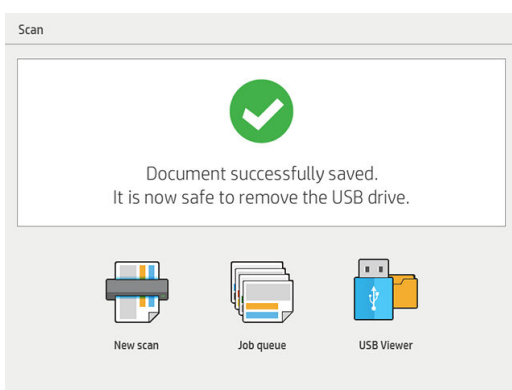 Scan
Document successfully saved.
It is now safe to remove the USB drive.
New scan
Job queue
USB Viewer